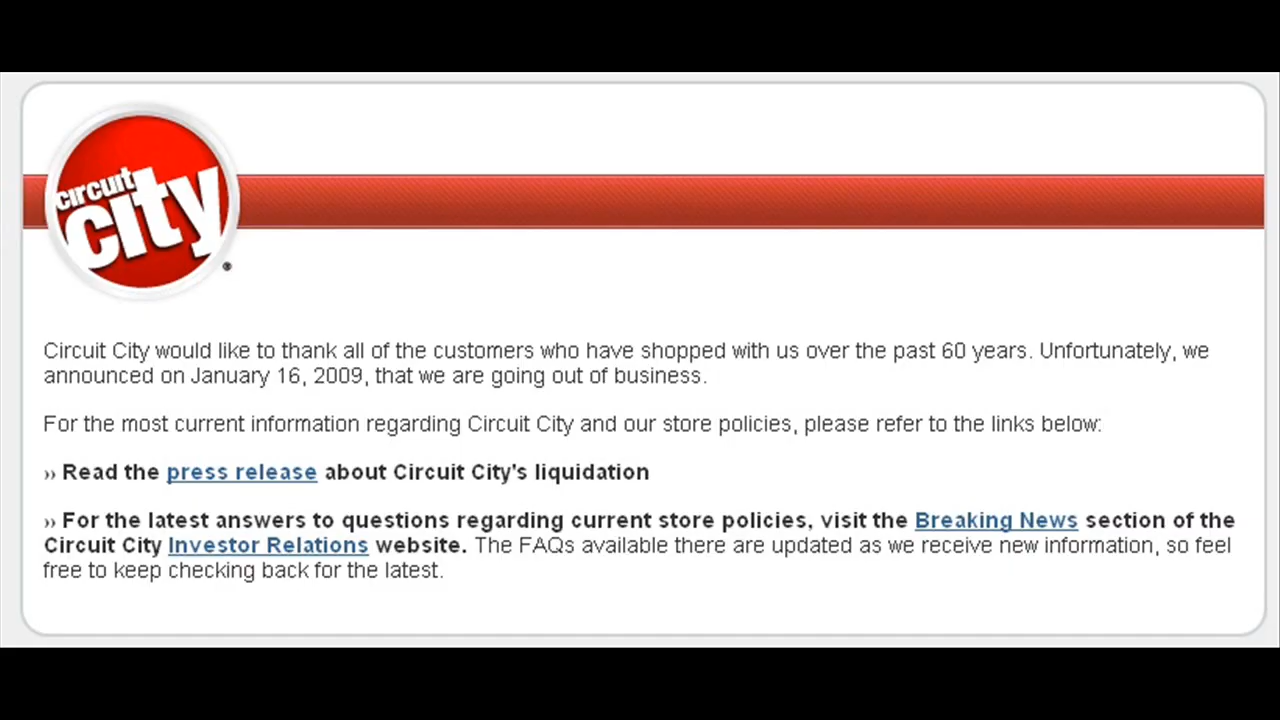 circuit
city
®
Circuit City would like to thank all of the customers who have shopped with us over the past 60 years. Unfortunately, we
announced on January 16, 2009, that we are going out of business.
For the most current information regarding Circuit City and our store policies, please refer to the links below:
›› Read the press release about Circuit City's liquidation
›› For the latest answers to questions regarding current store policies, visit the Breaking News section of the
Circuit City Investor Relations website. The FAQs available there are updated as we receive new information, so feel
free to keep checking back for the latest.